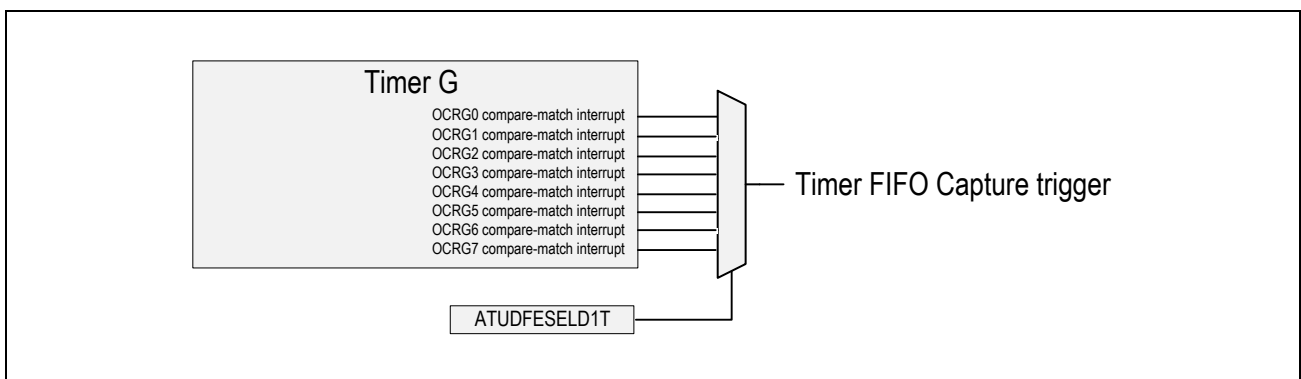 Timer G
OCRG0 compare-match interrupt
OCRG1 compare-match interrupt
OCRG2 compare-match interrupt
OCRG3 compare-match interrupt
OCRG4 compare-match interrupt
OCRG5 compare-match interrupt
OCRG6 compare-match interrupt
OCRG7 compare-match interrupt
Timer FIFO Capture trigger
ATUDFESELD1T